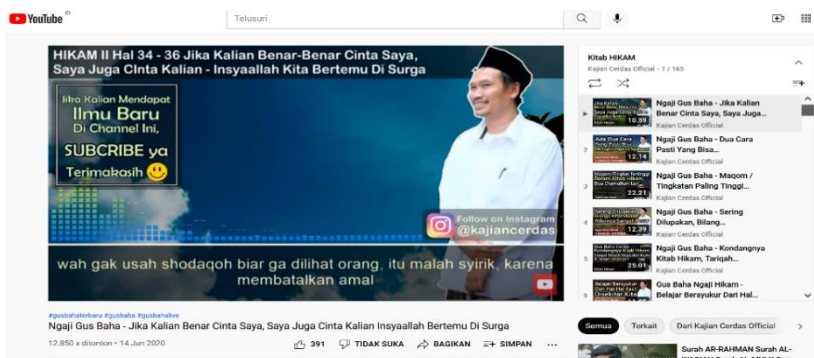 YouTube ID
Telusuri
HIKAM II Hal 34 - 36 Jika Kalian Benar-Benar Cinta Saya,
Saya Juga CInta Kalian - Insyaallah Kita Bertemu Di Surga
Jika Kalian Mendapat
Ilmu Baru
Di Channel Ini,
SUBCRIBE ya
Terimakasih
Follow on Instagram
@kajiancerdas
wah gak usah shodaqoh biar ga dilihat orang, itu malah syirik, karena
membatalkan amal
#gusbahaterbaru #gusbaha #gusbahalive
Ngaji Gus Baha - Jika Kalian Benar Cinta Saya, Saya Juga Cinta Kalian Insyaallah Bertemu Di Surga
12.850 x ditonton • 14 Jun 2020
391 TIDAK SUKA BAGIKAN SIMPAN ...
Kitab HIKAM
Kajian Cerdas Official - 1 / 165
10.39
Ngaji Gus Baha - Jika Kalian
Benar Cinta Saya, Saya Juga...
Kajian Cerdas Official
2
12.14
Ngaji Gus Baha - Dua Cara
Pasti Yang Bisa...
Kajian Cerdas Official
3
22.21
Ngaji Gus Baha - Maqom /
Tingkatan Paling Tinggi...
Kajian Cerdas Official
4
12.39
Ngaji Gus Baha - Sering
Dilupakan, Bilang...
Kajian Cerdas Official
5
25.01
Ngaji Gus Baha - Kondangnya
Kitab Hikam, Tariqah...
Kajian Cerdas Official
6
Gus Baha Ngaji Hikam -
Belajar Bersyukur Dari Hal...
Semua Terkait Dari Kajian Cerdas Official
Surah AR-RAHMAN Surah AL-